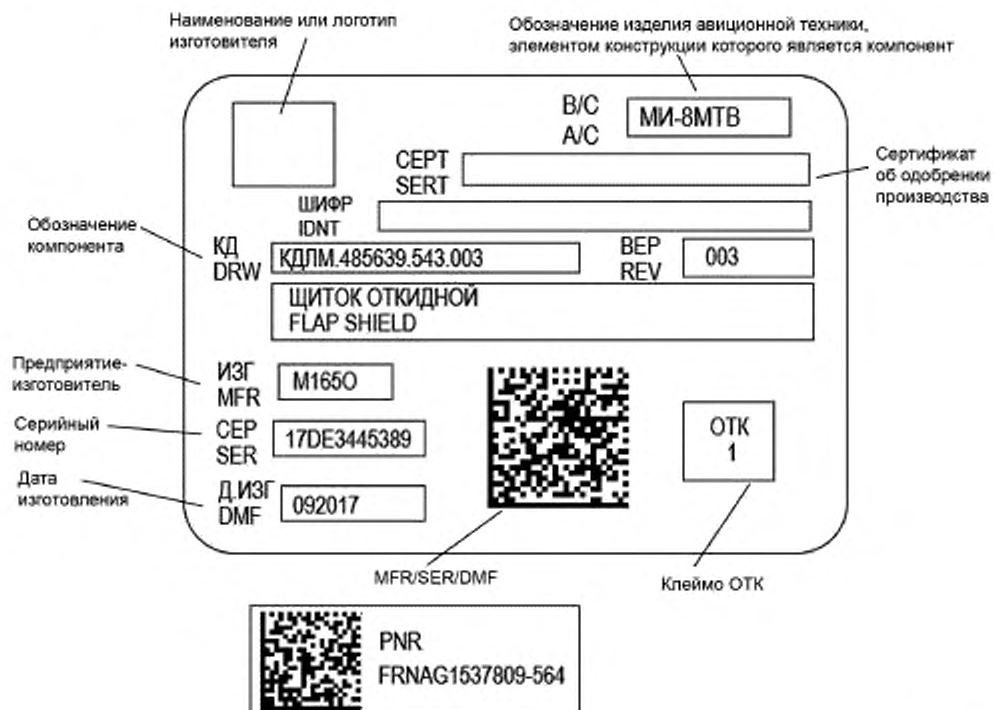 Наименование или логотип
изготовителя
Обозначение изделия авиционной техники,
элементом конструкции которого является компонент
В/С
A/C
МИ-8МТВ
СЕРТ
SERT
Сертификат
об одобрении
производства
ШИФР
IDNT
Обозначение
компонента
КД
DRW
КДЛМ.485639.543.003
ВЕР
REV
003
ЩИТОК ОТКИДНОЙ
FLAP SHIELD
Предприятие-
изготовитель
ИЗГ
MFR
М165О
Серийный
номер
СЕР
SER
17DE3445389
Дата
изготовления
Д.ИЗГ
DMF
092017
ОТК
1
MFR/SER/DMF
Клеймо ОТК
PNR
FRNAG1537809-564